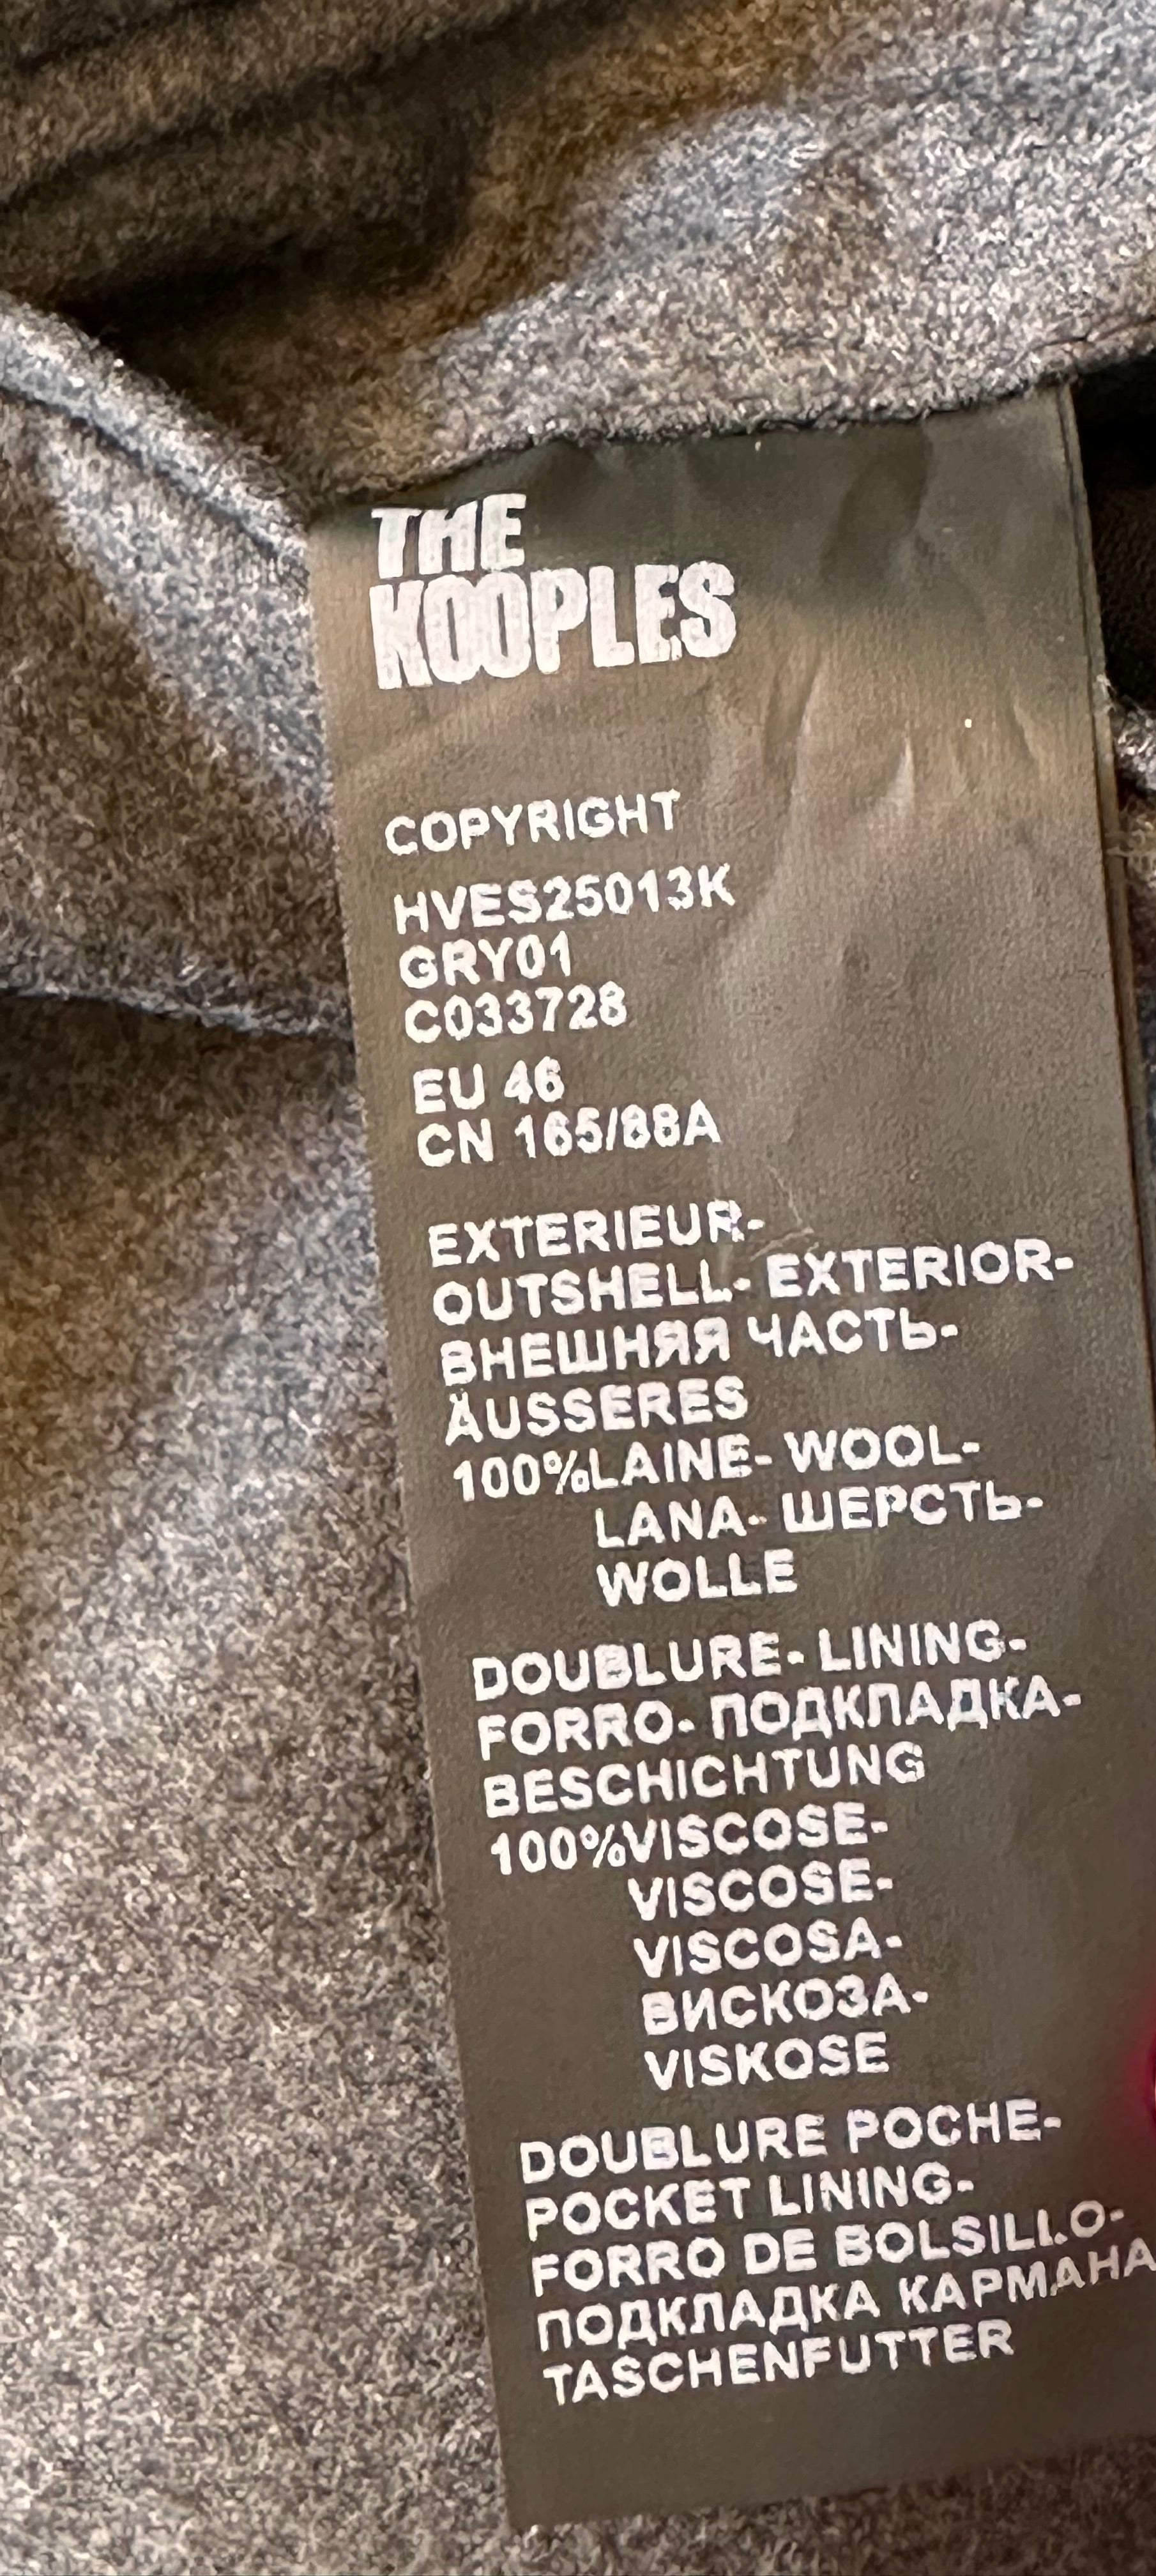 THE
KOOPLES
COPYRIGHT
HVES25013K
GRY01
C033728
EU 46
CN 165/88A
EXTERIEUR-
OUTSHELL- EXTERIOR-
ВНЕШНЯЯ ЧАСТЬ-
ÄUSSERES
100%LAINE- WOOL-
LANA- ШЕРСТЬ-
WOLLE
DOUBLURE- LINING-
FORRO- ПОДКЛАДКА-
BESCHICHTUNG
100%VISCOSE-
VISCOSE-
VISCOSA-
ВИСКОЗА-
VISKOSE
DOUBLURE POCHE-
POCKET LINING-
FORRO DE BOLSILLO-
ПОДКЛАДКА КАРМАНА
TASCHENFUTTER